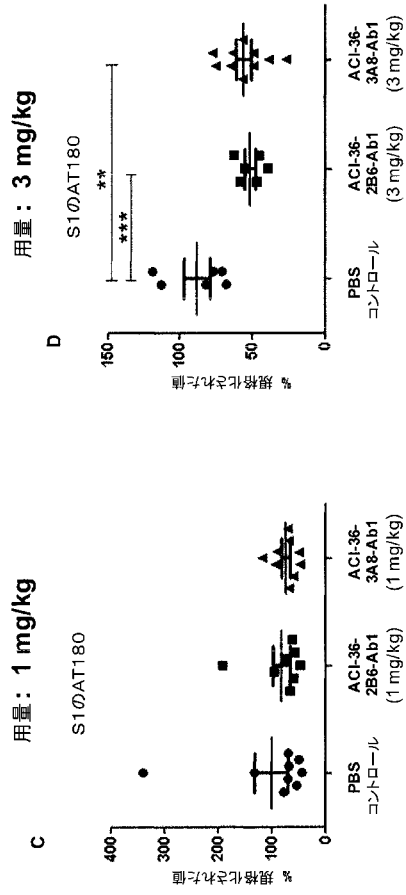 C
用量： 1 mg/kg
S1のAT180
% 規格化された値
400
300
200
100
0
PBS
コントロール
ACI-36-
2B6-Ab1
(1 mg/kg)
ACI-36-
3A8-Ab1
(1 mg/kg)
D
用量： 3 mg/kg
S1のAT180
**
***
% 規格化された値
150
100
50
0
PBS
コントロール
ACI-36-
2B6-Ab1
(3 mg/kg)
ACI-36-
3A8-Ab1
(3 mg/kg)